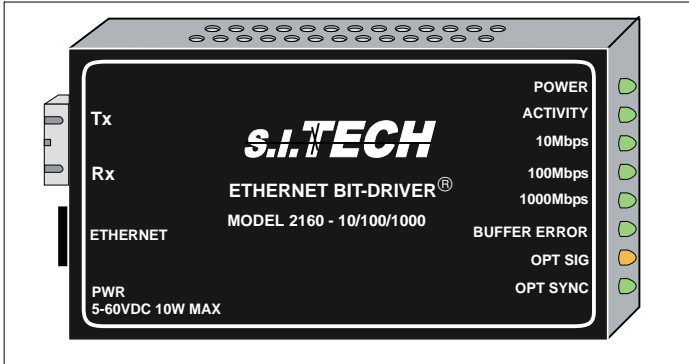 Tx
Rx
ETHERNET
PWR
5-60VDC 10W MAX
S.I.TECH
ETHERNET BIT-DRIVER®
MODEL 2160 - 10/100/1000
POWER
ACTIVITY
10Mbps
100Mbps
1000Mbps
BUFFER ERROR
OPT SIG
OPT SYNC